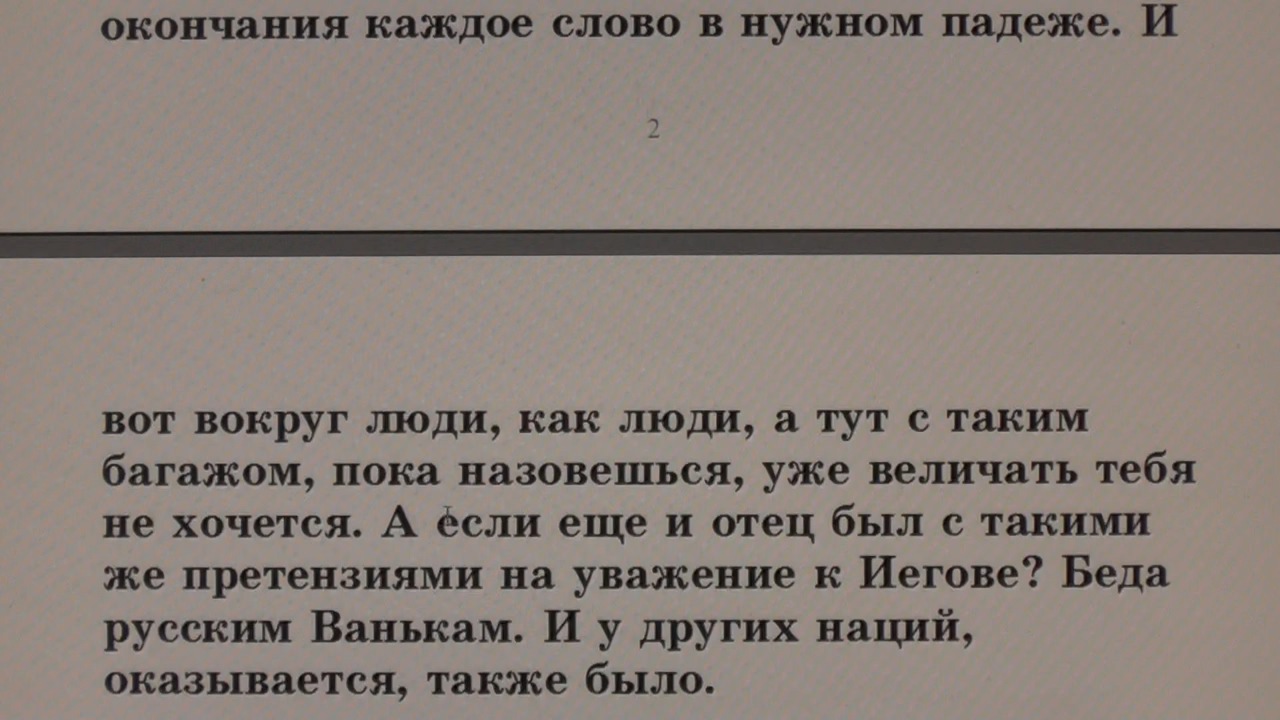 окончания каждое слово в нужном падеже. И
2
вот вокруг люди, как люди, а тут с таким
багажом, пока назовешься, уже величать тебя
не хочется. А если еще и отец был с такими
же претензиями на уважение к Иегове? Беда
русским Ванькам. И у других наций,
оказывается, также было.